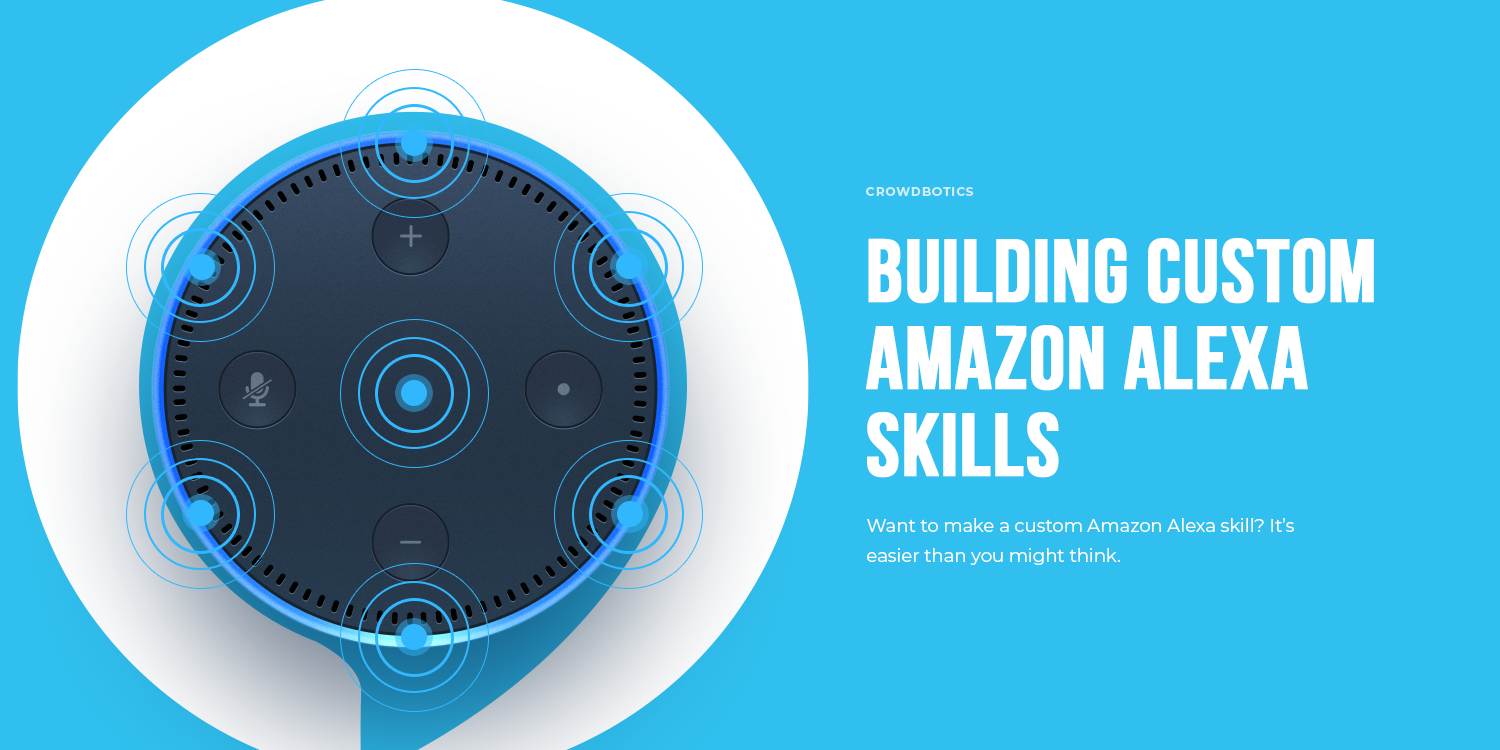 CROWDBOTICS
BUILDING CUSTOM
AMAZON ALEXA
SKILLS
Want to make a custom Amazon Alexa skill? It’s
easier than you might think.